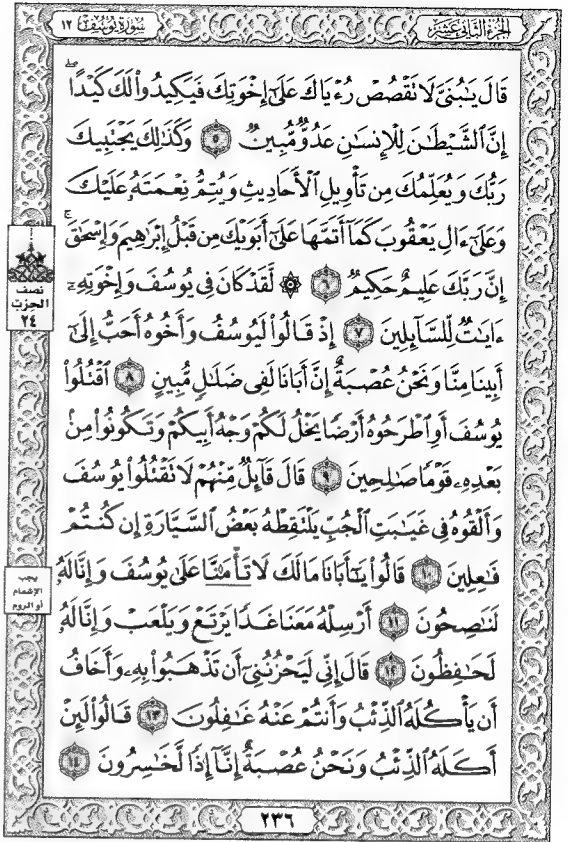 الجزء الثاني عشر
سورة يوسف ١٢
قَالَ يَٰبُنَىَّ لَا تَقْصُصْ رُءْيَاكَ عَلَىٰٓ إِخْوَتِكَ فَيَكِيدُوا۟ لَكَ كَيْدًا ۖ
إِنَّ ٱلشَّيْطَٰنَ لِلْإِنسَٰنِ عَدُوٌّ مُّبِينٌ ٥ وَكَذَٰلِكَ يَجْتَبِيكَ
رَبُّكَ وَيُعَلِّمُكَ مِن تَأْوِيلِ ٱلْأَحَادِيثِ وَيُتِمُّ نِعْمَتَهُۥ عَلَيْكَ
وَعَلَىٰٓ ءَالِ يَعْقُوبَ كَمَآ أَتَمَّهَا عَلَىٰٓ أَبَوَيْكَ مِن قَبْلُ إِبْرَٰهِيمَ وَإِسْحَٰقَ ۚ
إِنَّ رَبَّكَ عَلِيمٌ حَكِيمٌ ٦ ۞ لَّقَدْ كَانَ فِى يُوسُفَ وَإِخْوَتِهِۦٓ
ءَايَٰتٌ لِّلسَّآئِلِينَ ٧ إِذْ قَالُوا۟ لَيُوسُفُ وَأَخُوهُ أَحَبُّ إِلَىٰٓ
أَبِينَا مِنَّا وَنَحْنُ عُصْبَةٌ إِنَّ أَبَانَا لَفِى ضَلَٰلٍ مُّبِينٍ ٨ ٱقْتُلُوا۟
يُوسُفَ أَوِ ٱطْرَحُوهُ أَرْضًا يَخْلُ لَكُمْ وَجْهُ أَبِيكُمْ وَتَكُونُوا۟ مِنۢ
بَعْدِهِۦ قَوْمًا صَٰلِحِينَ ٩ قَالَ قَآئِلٌ مِّنْهُمْ لَا تَقْتُلُوا۟ يُوسُفَ
وَأَلْقُوهُ فِى غَيَٰبَتِ ٱلْجُبِّ يَلْتَقِطْهُ بَعْضُ ٱلسَّيَّارَةِ إِن كُنتُمْ
فَٰعِلِينَ ١٠ قَالُوا۟ يَٰٓأَبَانَا مَا لَكَ لَا تَأْمَ۫نَّا عَلَىٰ يُوسُفَ وَإِنَّا لَهُۥ
لَنَٰصِحُونَ ١١ أَرْسِلْهُ مَعَنَا غَدًا يَرْتَعْ وَيَلْعَبْ وَإِنَّا لَهُۥ
لَحَٰفِظُونَ ١٢ قَالَ إِنِّى لَيَحْزُنُنِىٓ أَن تَذْهَبُوا۟ بِهِۦ وَأَخَافُ
أَن يَأْكُلَهُ ٱلذِّئْبُ وَأَنتُمْ عَنْهُ غَٰفِلُونَ ١٣ قَالُوا۟ لَئِنْ
أَكَلَهُ ٱلذِّئْبُ وَنَحْنُ عُصْبَةٌ إِنَّآ إِذًا لَّخَٰسِرُونَ ١٤
نصف
الحزب
٢٤
يجب
الإشمام
أو الروم
٢٣٦